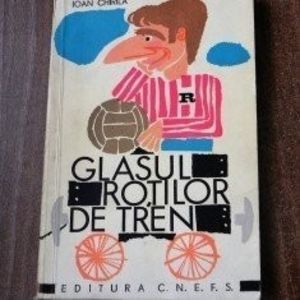 IOAN CHIRILĂ
R
GLASUL
ROȚILOR
DE TREN
EDITURA C.N.E.F.S.